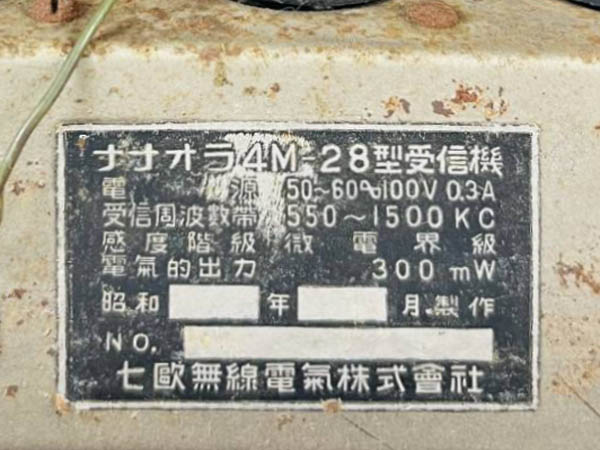 ナナオラ4M-28型受信機
電源 50~60~100V 0.3A
受信周波数帯 550~1500KC
感度階級 微電界級
電氣的出力 300mW
昭和 年 月製作
NO.
七歐無線電氣株式會社